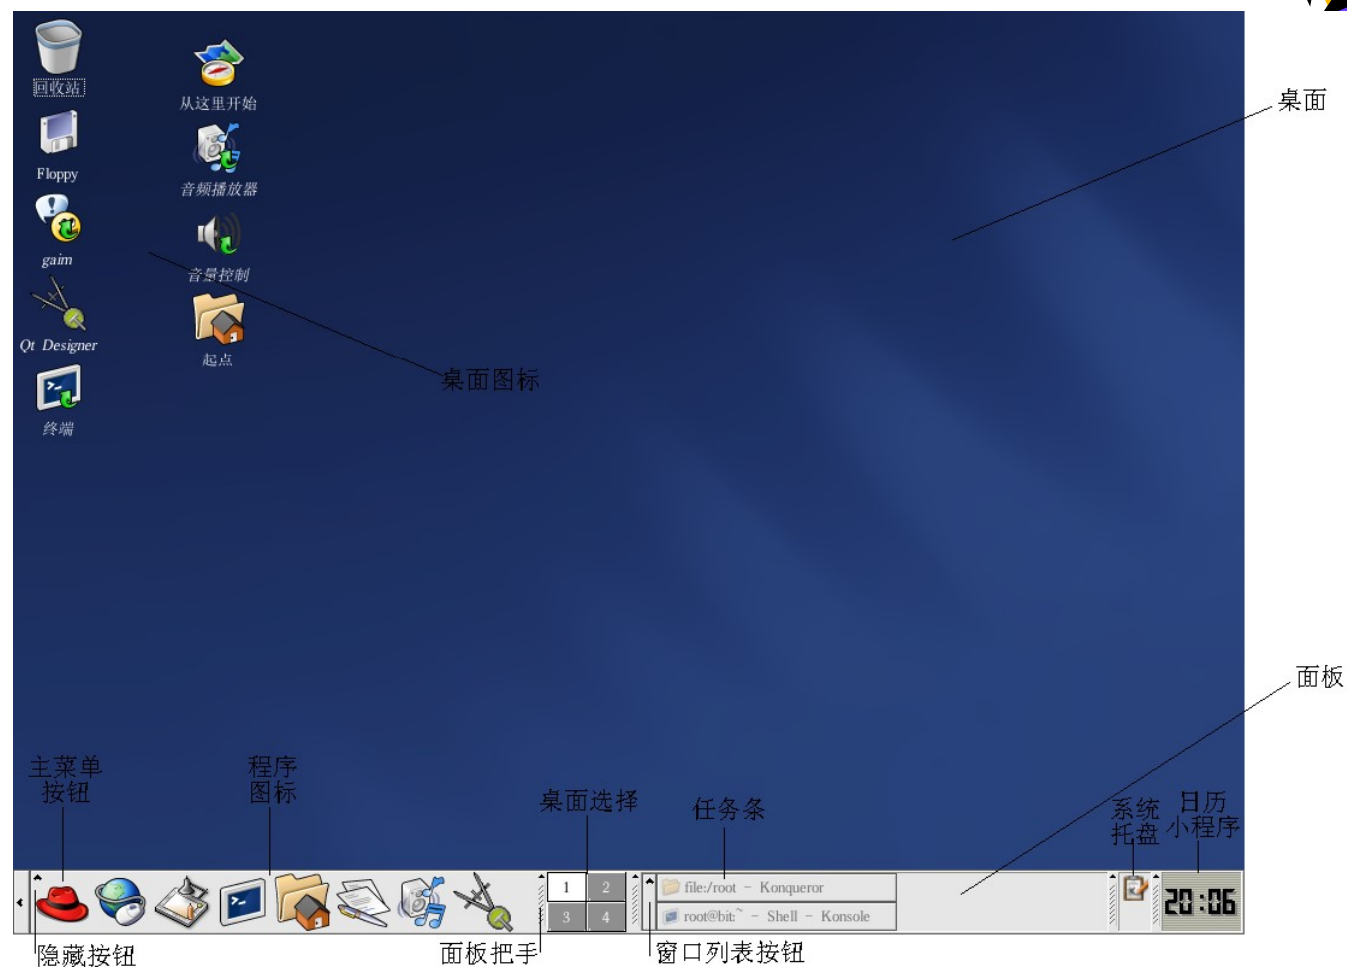 回收站
从这里开始
桌面
Floppy
音频播放器
gaim
音量控制
Qt Designer
起点
桌面图标
终端
面板
主菜单
按钮
程序
图标
桌面选择
任务条
系统
托盘
日历
小程序
1 2
file:/root - Konqueror
20:06
3 4
root@bit:~ - Shell - Konsole
隐藏按钮
面板把手
窗口列表按钮